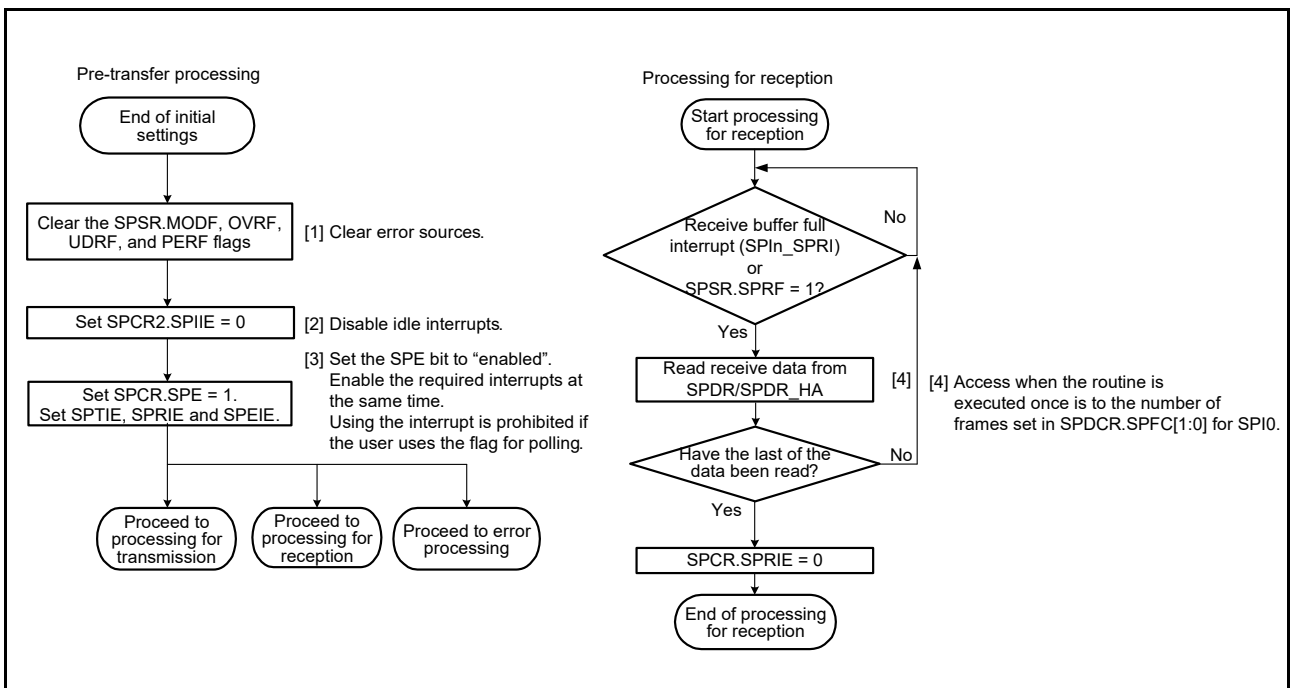 Pre-transfer processing
End of initial
settings
Clear the SPSR.MODF, OVRF,
UDRF, and PERF flags
[1] Clear error sources.
Set SPCR2.SPIIE = 0
[2] Disable idle interrupts.
Set SPCR.SPE = 1.
Set SPTIE, SPRIE and SPEIE.
[3] Set the SPE bit to “enabled”.
Enable the required interrupts at
the same time.
Using the interrupt is prohibited if
the user uses the flag for polling.
Proceed to
processing for
transmission
Proceed to
processing for
reception
Proceed to error
processing
Processing for reception
Start processing
for reception
Receive buffer full
interrupt (SPIn_SPRI)
or
SPSR.SPRF = 1?
No
Yes
Read receive data from
SPDR/SPDR_HA
[4]
[4] Access when the routine is
executed once is to the number of
frames set in SPDCR.SPFC[1:0] for SPI0.
Have the last of the
data been read?
No
Yes
SPCR.SPRIE = 0
End of processing
for reception